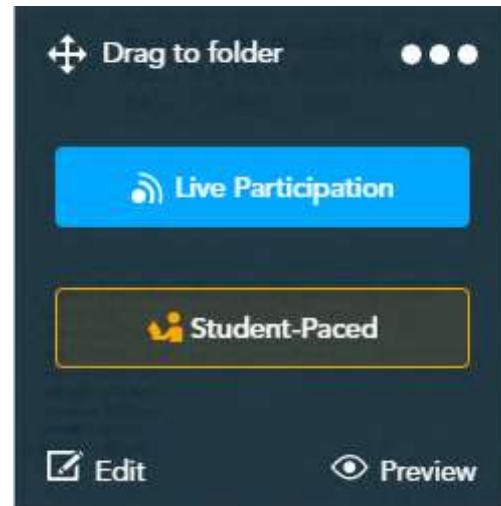 Drag to folder
Live Participation
Student-Paced
Edit
Preview